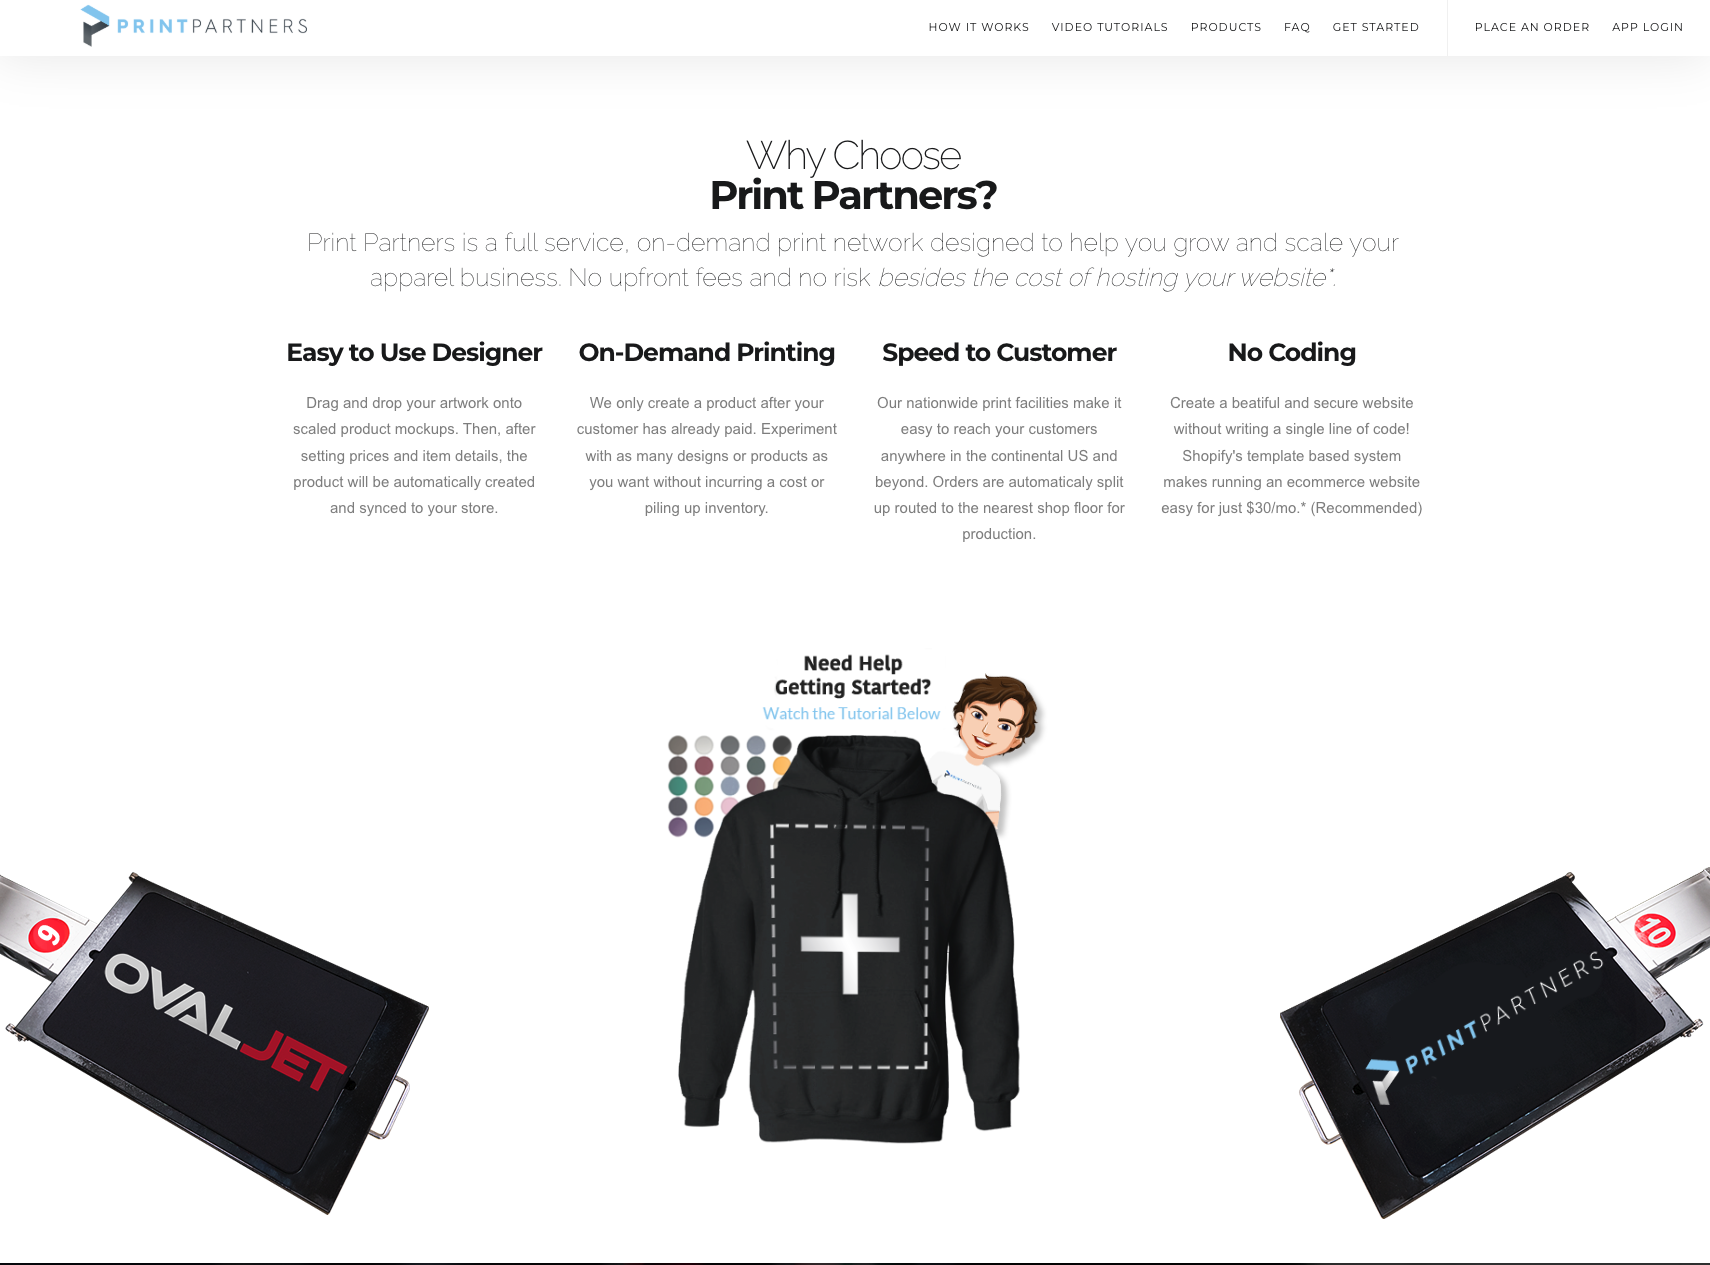 PRINTPARTNERS
HOW IT WORKS
VIDEO TUTORIALS
PRODUCTS
FAQ
GET STARTED
PLACE AN ORDER
APP LOGIN
Why Choose
Print Partners?
Print Partners is a full service, on-demand print network designed to help you grow and scale your
apparel business. No upfront fees and no risk besides the cost of hosting your website*.
Easy to Use Designer
Drag and drop your artwork onto
scaled product mockups. Then, after
setting prices and item details, the
product will be automatically created
and synced to your store.
On-Demand Printing
We only create a product after your
customer has already paid. Experiment
with as many designs or products as
you want without incurring a cost or
piling up inventory.
Speed to Customer
Our nationwide print facilities make it
easy to reach your customers
anywhere in the continental US and
beyond. Orders are automaticaly split
up routed to the nearest shop floor for
production.
No Coding
Create a beatiful and secure website
without writing a single line of code!
Shopify's template based system
makes running an ecommerce website
easy for just $30/mo.* (Recommended)
Need Help
Getting Started?
Watch the Tutorial Below
PRINTPARTNERS
9
OVALJET
10
PRINTPARTNERS